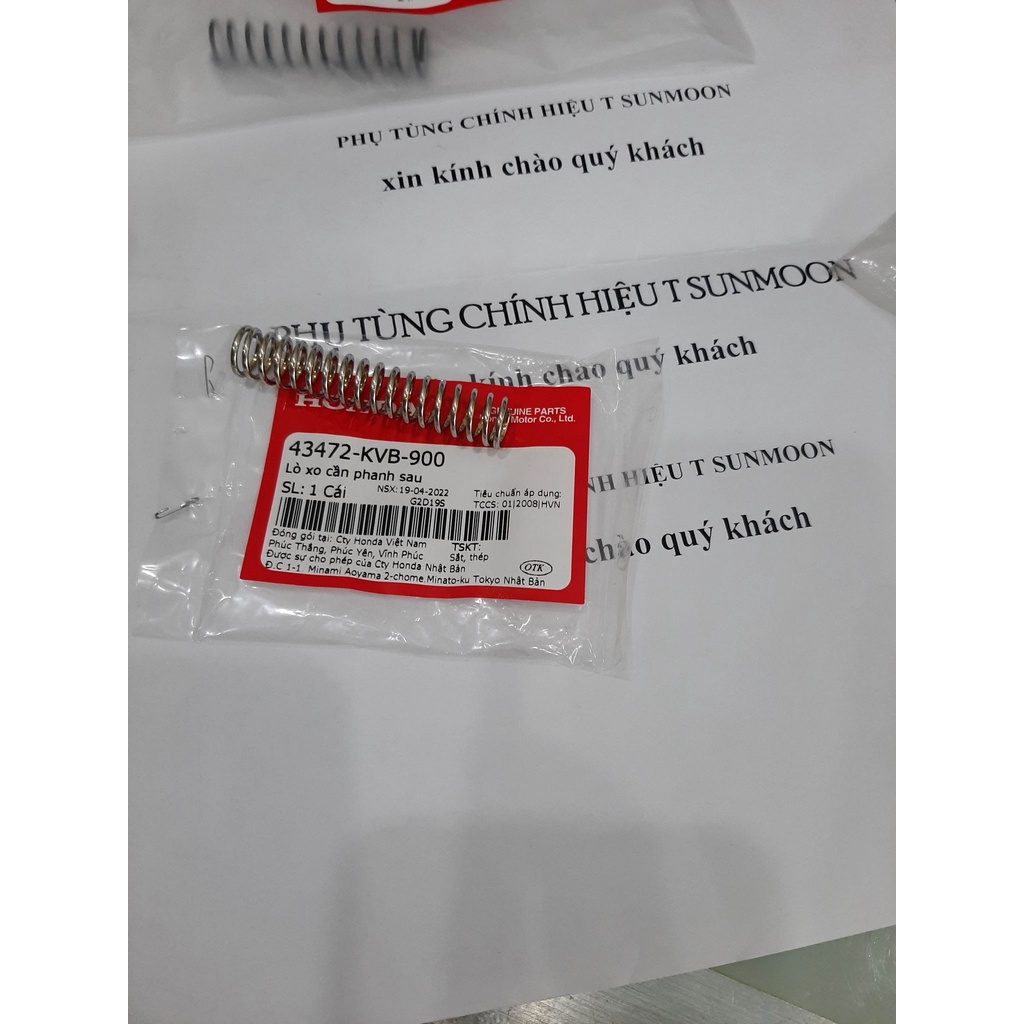 PHỤ TÙNG CHÍNH HIỆU T SUNMOON
xin kính chào quý khách
PHỤ TÙNG CHÍNH HIỆU T SUNMOON
kính chào quý khách
HIỆU T SUNMOON
chào quý khách
HONDA
GENUINE PARTS
Honda Motor Co., Ltd.
43472-KVB-900
Lò xo cần phanh sau
SL: 1 Cái
NSX: 19-04-2022
G2D19S
Tiêu chuẩn áp dụng:
TCCS: 01|2008|HVN
Đóng gói tại: Cty Honda Việt Nam
Phúc Thắng, Phúc Yên, Vĩnh Phúc
TSKT:
Sắt, thép
Được sự cho phép của Cty Honda Nhật Bản
Đ.C 1-1 Minami Aoyama 2-chome Minato-ku Tokyo Nhật Bản
OTK